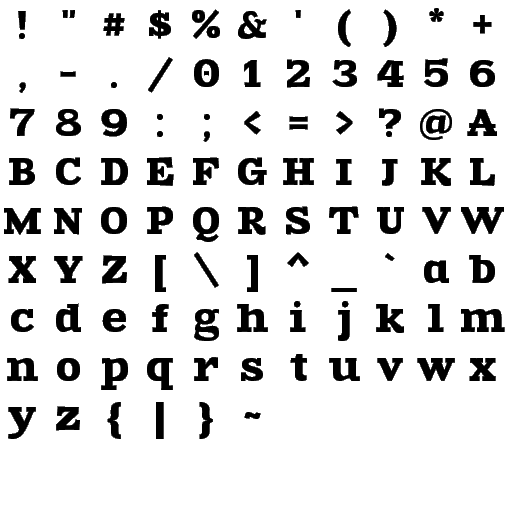 ! " # $ % & ' ( ) * +
, - . / 0 1 2 3 4 5 6
7 8 9 : ; < = > ? @ A
B C D E F G H I J K L
M N O P Q R S T U V W
X Y Z [ \ ] ^ _ ` a b
c d e f g h i j k l m
n o p q r s t u v w x
y z { | } ~